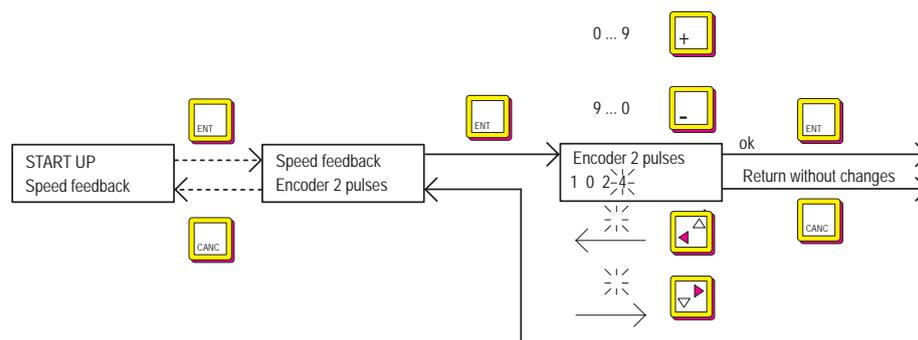 0 ... 9
+
9 ... 0
-
ENT
ENT
ENT
START UP
Speed feedback
Speed feedback
Encoder 2 pulses
Encoder 2 pulses
1 0 2 4
ok
Return without changes
CANC
CANC